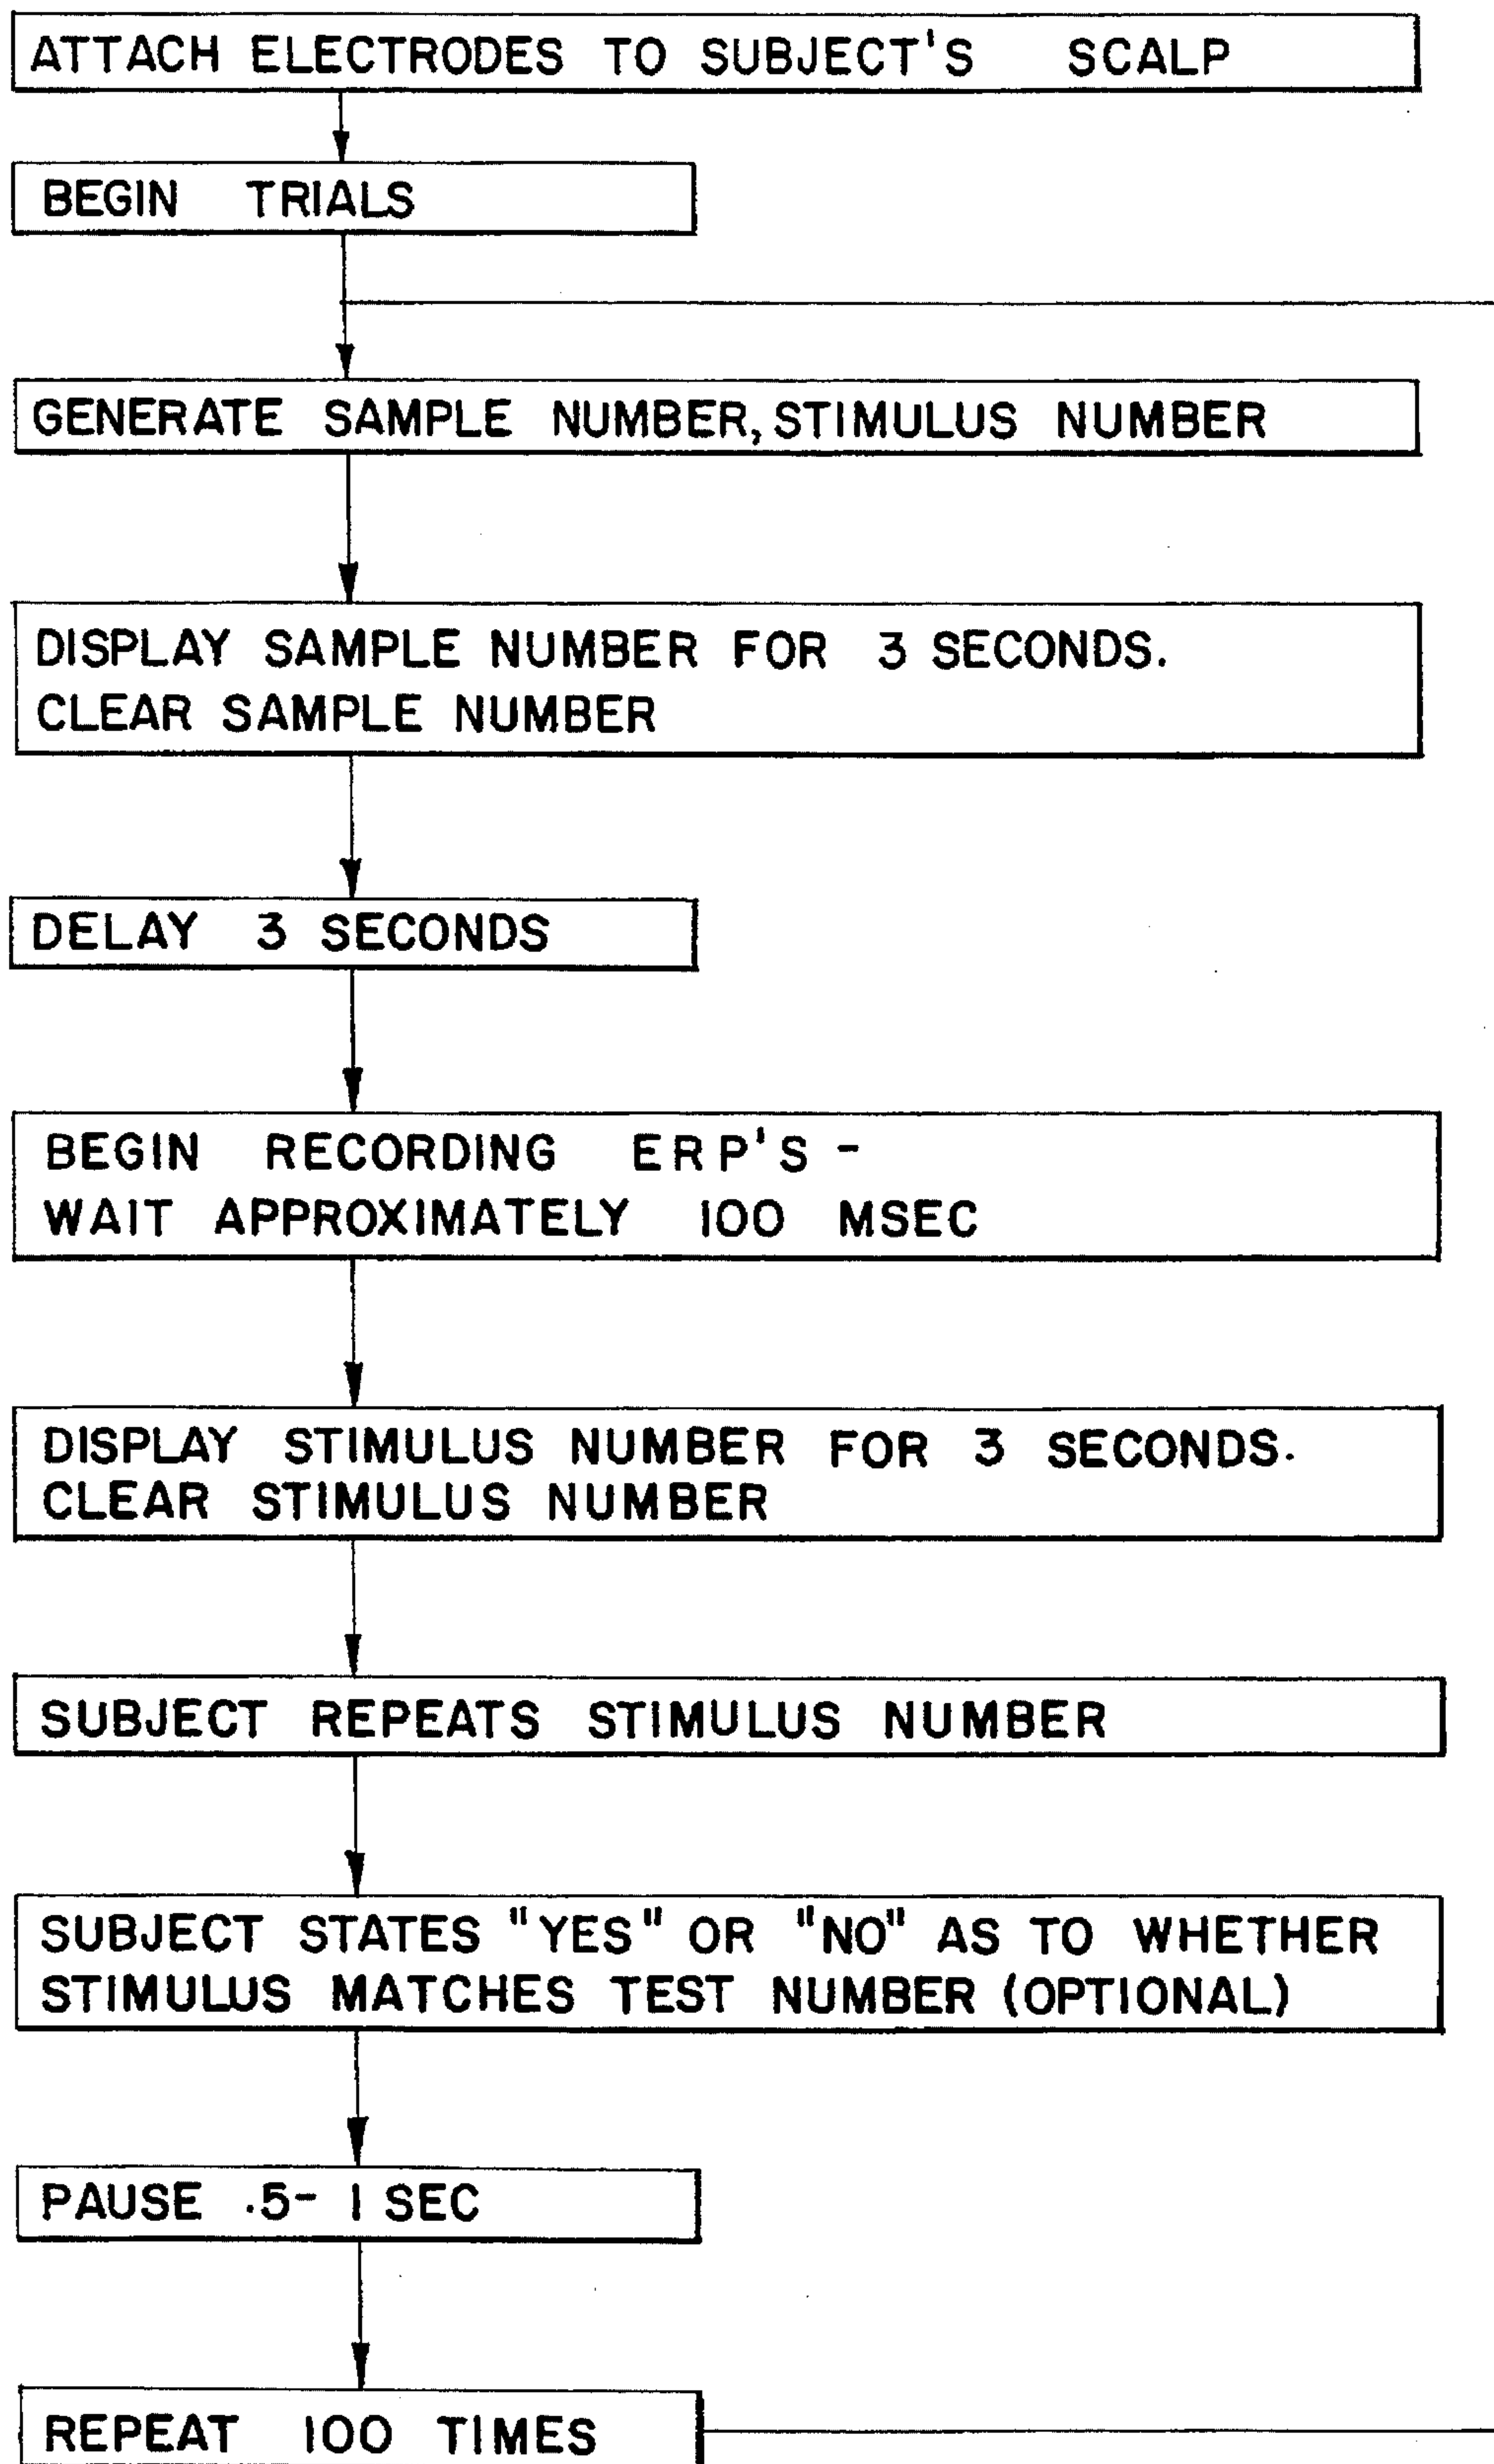 ATTACH ELECTRODES TO SUBJECT'S SCALP
BEGIN TRIALS
GENERATE SAMPLE NUMBER, STIMULUS NUMBER
DISPLAY SAMPLE NUMBER FOR 3 SECONDS.
CLEAR SAMPLE NUMBER
DELAY 3 SECONDS
BEGIN RECORDING ERP'S -
WAIT APPROXIMATELY 100 MSEC
DISPLAY STIMULUS NUMBER FOR 3 SECONDS.
CLEAR STIMULUS NUMBER
SUBJECT REPEATS STIMULUS NUMBER
SUBJECT STATES "YES" OR "NO" AS TO WHETHER
STIMULUS MATCHES TEST NUMBER (OPTIONAL)
PAUSE .5- 1 SEC
REPEAT 100 TIMES